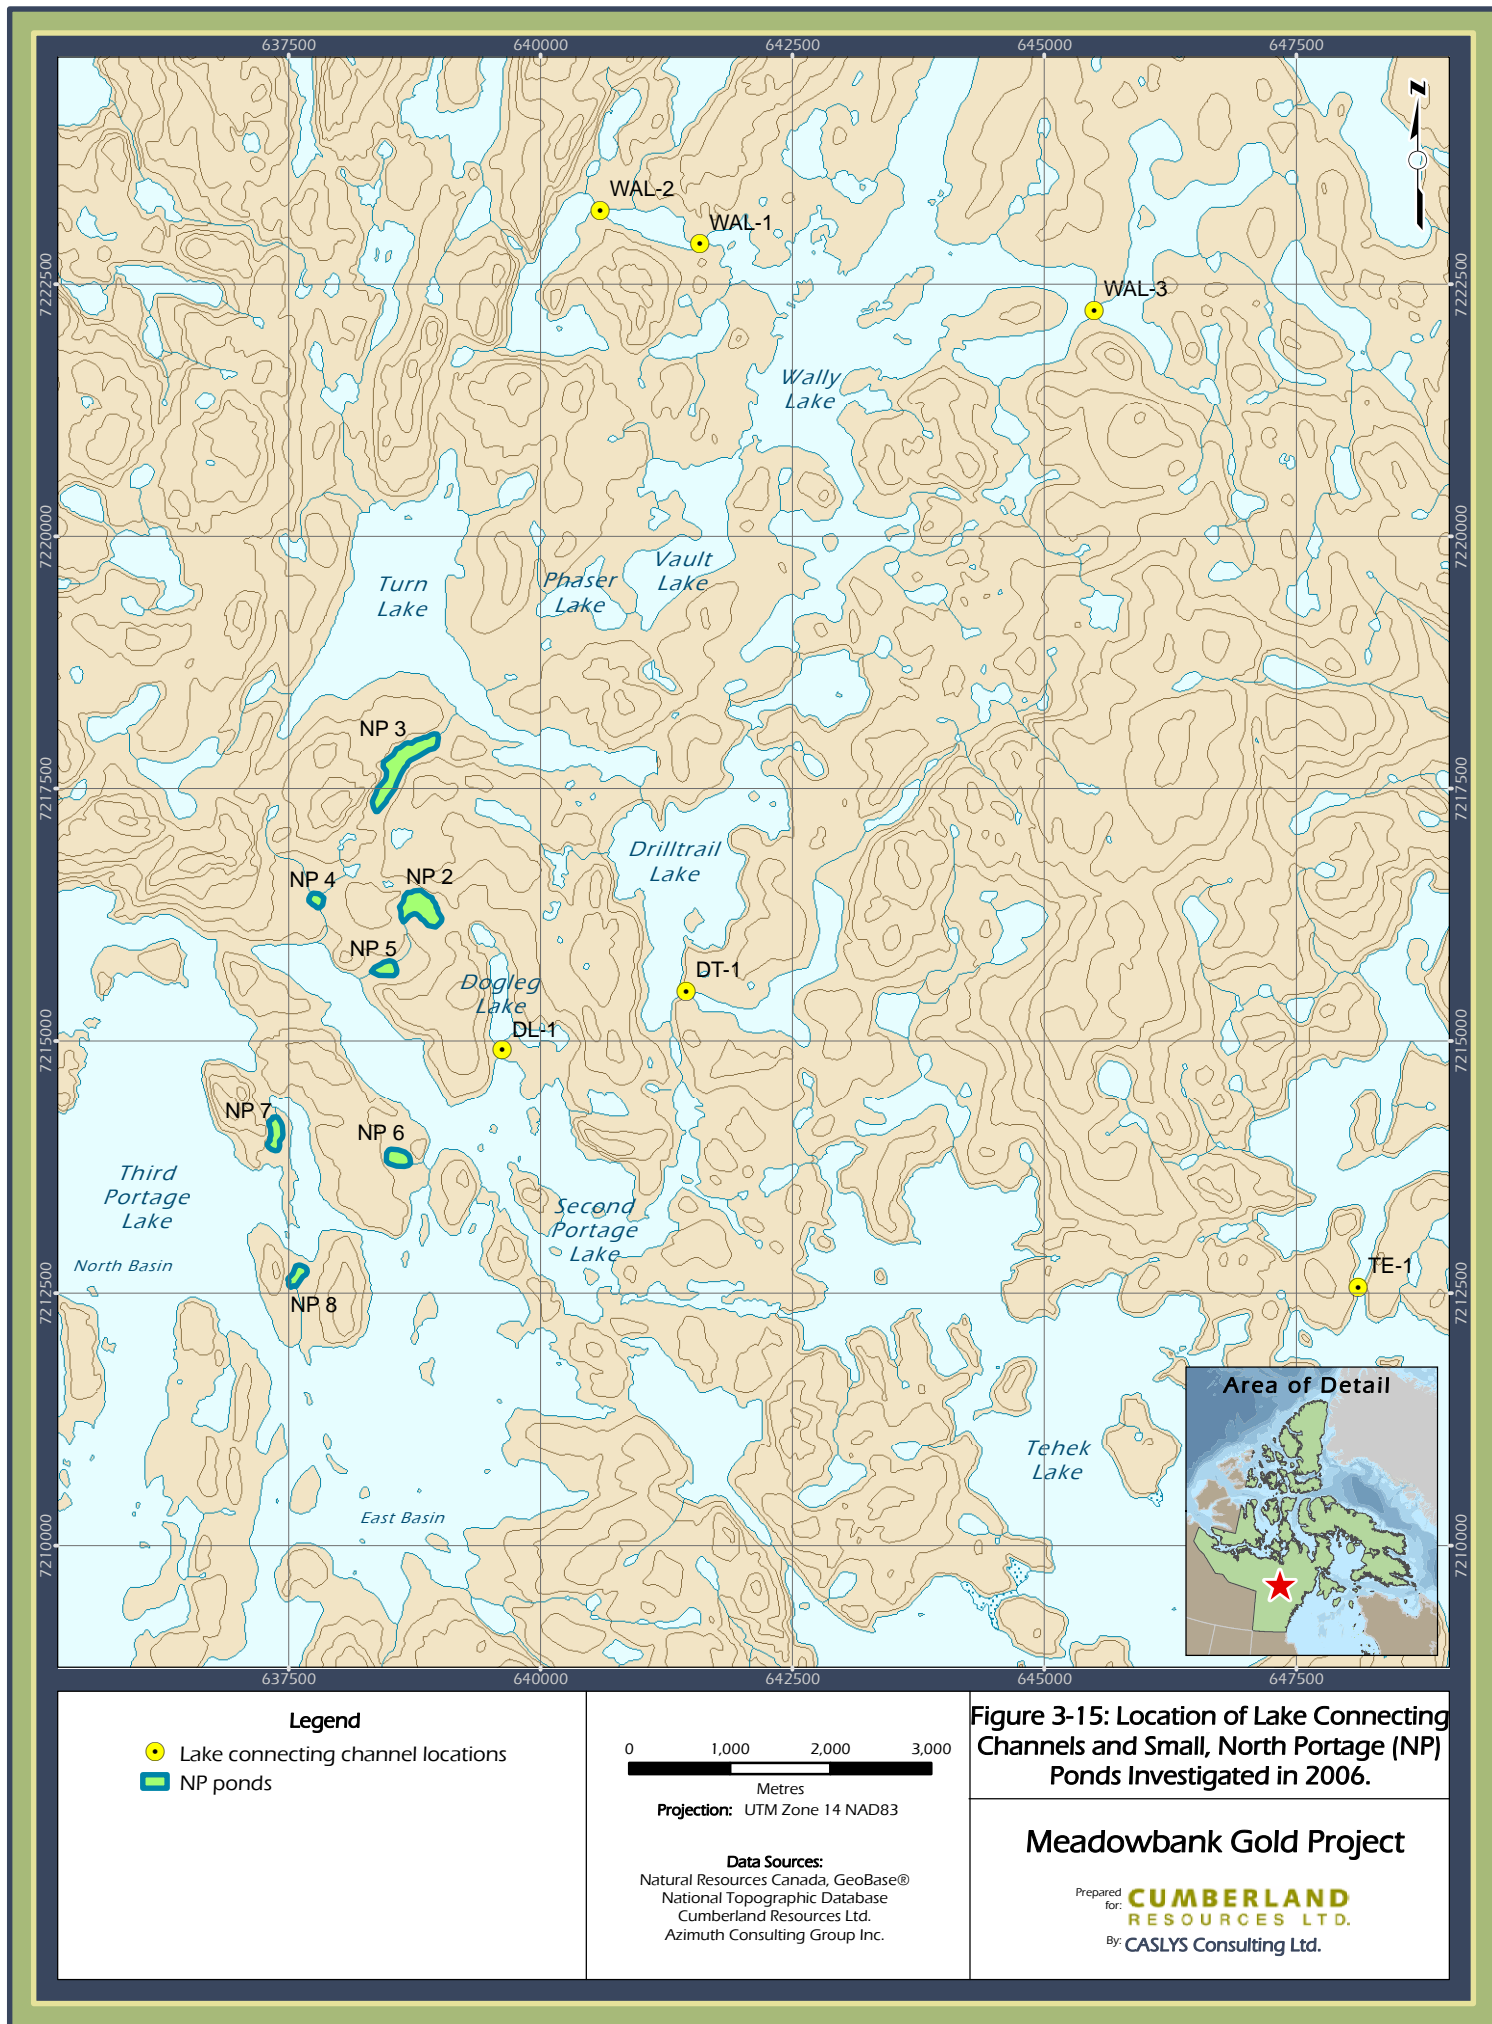 637500
640000
642500
645000
647500
Z
WAL-2
WAL-1
7222500
7222500
WAL-3
Wally
Lake
7220000
7220000
Vault
Lake
Turn
Lake
Phaser
Lake
NP 3
7217500
7217500
Drilltrail
Lake
NP 4
NP 2
NP 5
DT-1
Dogleg
Lake
DL-1
7215000
7215000
NP 7
NP 6
Third
Portage
Lake
Second
Portage
Lake
North Basin
TE-1
7212500
7212500
NP 8
Area of Detail
Tehek
Lake
East Basin
7210000
7210000
637500
640000
642500
645000
647500
Legend
Lake connecting channel locations
NP ponds
0
1,000
2,000
3,000
Metres
Projection: UTM Zone 14 NAD83
Data Sources:
Natural Resources Canada, GeoBase®
National Topographic Database
Cumberland Resources Ltd.
Azimuth Consulting Group Inc.
Figure 3-15: Location of Lake Connecting
Channels and Small, North Portage (NP)
Ponds Investigated in 2006.
Meadowbank Gold Project
Prepared
for:
CUMBERLAND
RESOURCES LTD.
By: CASLYS Consulting Ltd.